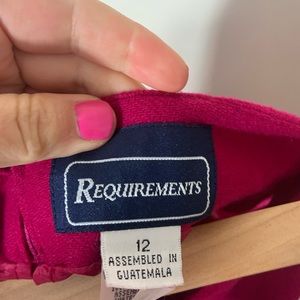 REQUIREMENTS
12
ASSEMBLED IN
GUATEMALA